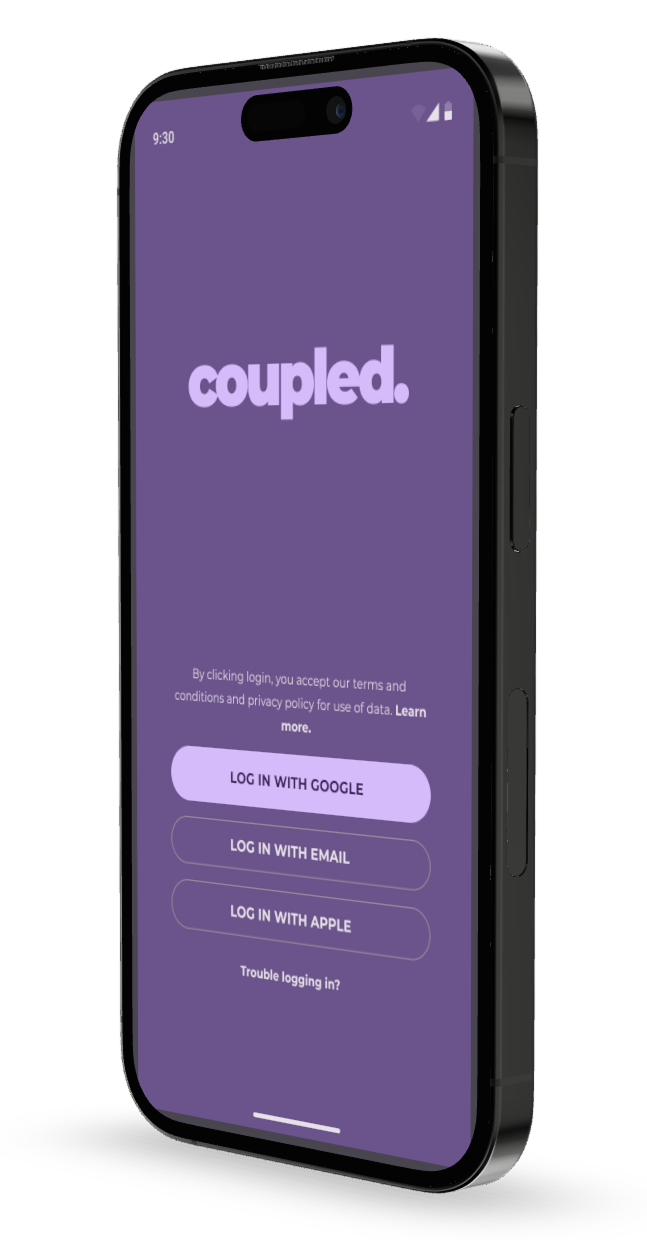 9:30
coupled.
By clicking login, you accept our terms and
conditions and privacy policy for use of data. Learn
more.
LOG IN WITH GOOGLE
LOG IN WITH EMAIL
LOG IN WITH APPLE
Trouble logging in?